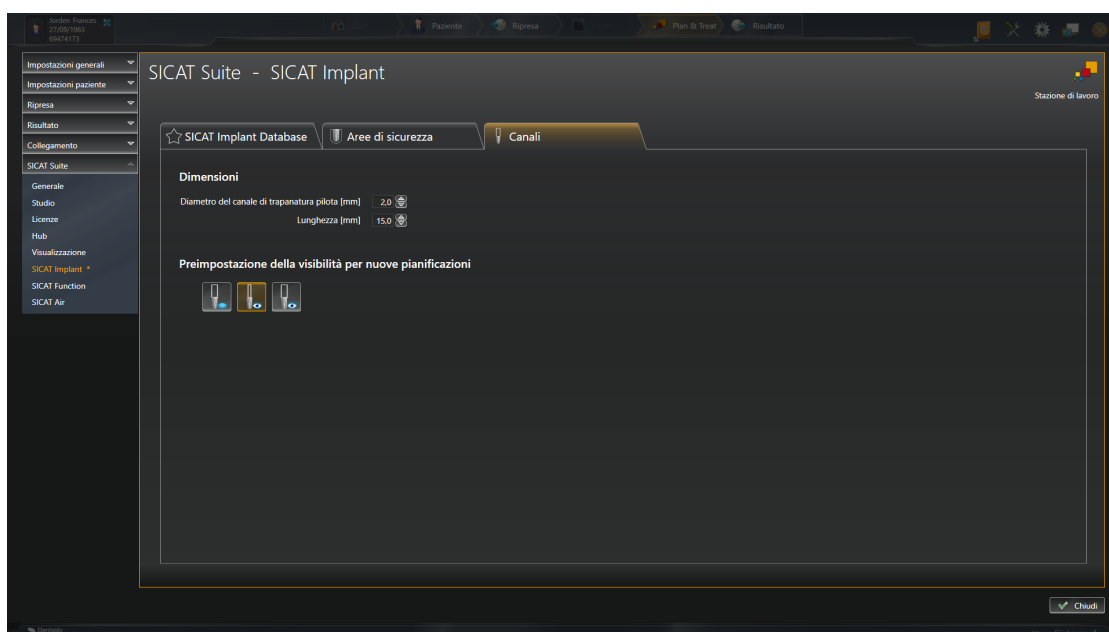 Jorden Frances
27/09/1963
69474173
Paziente
Ripresa
Plan & Treat
Risultato
Impostazioni generali
Impostazioni paziente
Ripresa
Risultato
Collegamento
SICAT Suite
Generale
Studio
Licenze
Hub
Visualizzazione
SICAT Implant *
SICAT Function
SICAT Air
SICAT Suite - SICAT Implant
Stazione di lavoro
SICAT Implant Database
Aree di sicurezza
Canali
Dimensioni
Diametro del canale di trapanatura pilota [mm] 2,0
Lunghezza [mm] 15,0
Preimpostazione della visibilità per nuove pianificazioni
Chiudi